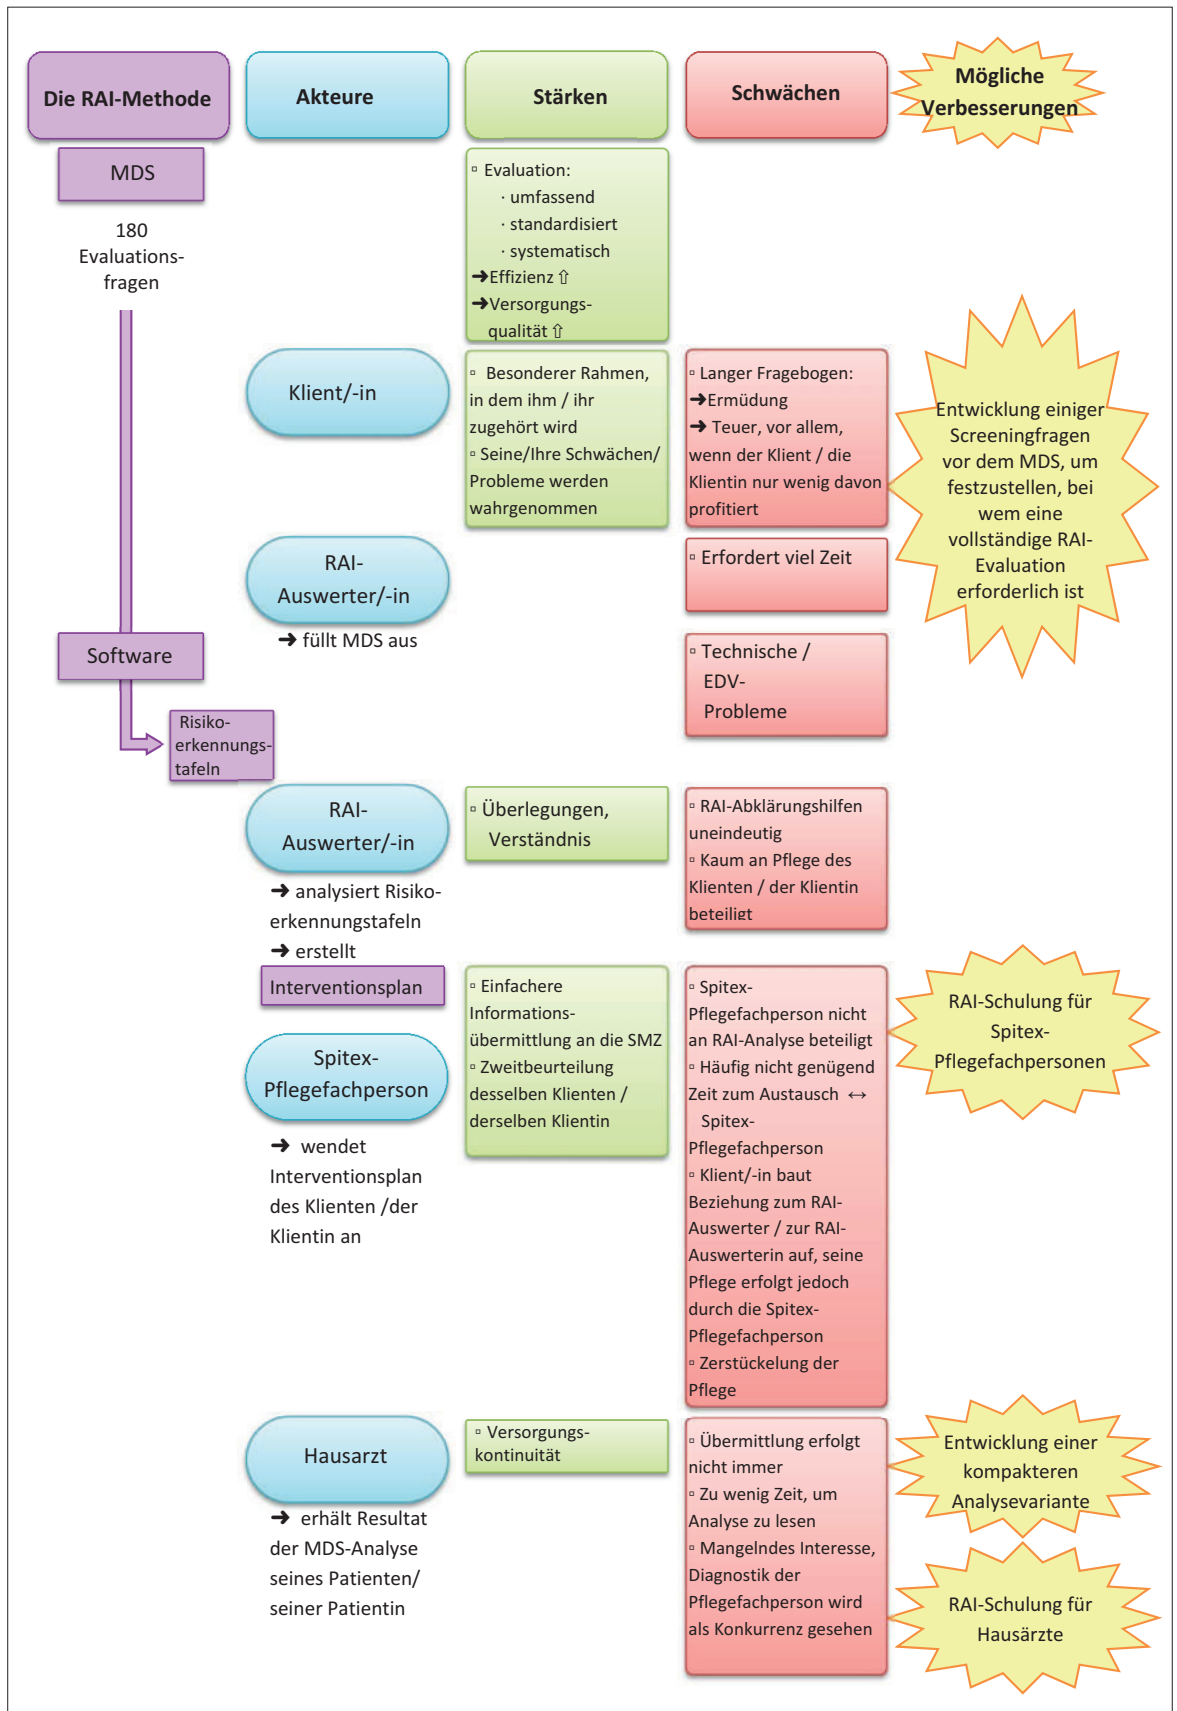 Die RAI-Methode
Akteure
Stärken
Schwächen
Mögliche
Verbesserungen
MDS
180
Evaluations-
fragen
▫ Evaluation:
· umfassend
· standardisiert
· systematisch
➔Effizienz ⇧
➔Versorgungs-
qualität ⇧
Klient/-in
▫ Besonderer Rahmen,
in dem ihm / ihr
zugehört wird
▫ Seine/Ihre Schwächen/
Probleme werden
wahrgenommen
▫ Langer Fragebogen:
➔Ermüdung
➔ Teuer, vor allem,
wenn der Klient / die
Klientin nur wenig davon
profitiert
Entwicklung einiger
Screeningfragen
vor dem MDS, um
festzustellen, bei
wem eine
vollständige RAI-
Evaluation
erforderlich ist
RAI-
Auswerter/-in
➔ füllt MDS aus
▫ Erfordert viel Zeit
Software
▫ Technische /
EDV-
Probleme
Risiko-
erkennungs-
tafeln
RAI-
Auswerter/-in
➔ analysiert Risiko-
erkennungstafeln
➔ erstellt
Interventionsplan
▫ Überlegungen,
Verständnis
▫ RAI-Abklärungshilfen
uneindeutig
▫ Kaum an Pflege des
Klienten / der Klientin
beteiligt
Spitex-
Pflegefachperson
➔ wendet
Interventionsplan
des Klienten /der
Klientin an
▫ Einfachere
Informations-
übermittlung an die SMZ
▫ Zweitbeurteilung
desselben Klienten /
derselben Klientin
▫ Spitex-
Pflegefachperson nicht
an RAI-Analyse beteiligt
▫ Häufig nicht genügend
Zeit zum Austausch ↔
Spitex-
Pflegefachperson
▫ Klient/-in baut
Beziehung zum RAI-
Auswerter / zur RAI-
Auswerterin auf, seine
Pflege erfolgt jedoch
durch die Spitex-
Pflegefachperson
▫ Zerstückelung der
Pflege
RAI-Schulung für
Spitex-
Pflegefachpersonen
Hausarzt
➔ erhält Resultat
der MDS-Analyse
seines Patienten/
seiner Patientin
▫ Versorgungs-
kontinuität
▫ Übermittlung erfolgt
nicht immer
▫ Zu wenig Zeit, um
Analyse zu lesen
▫ Mangelndes Interesse,
Diagnostik der
Pflegefachperson wird
als Konkurrenz gesehen
Entwicklung einer
kompakteren
Analysevariante
RAI-Schulung für
Hausärzte